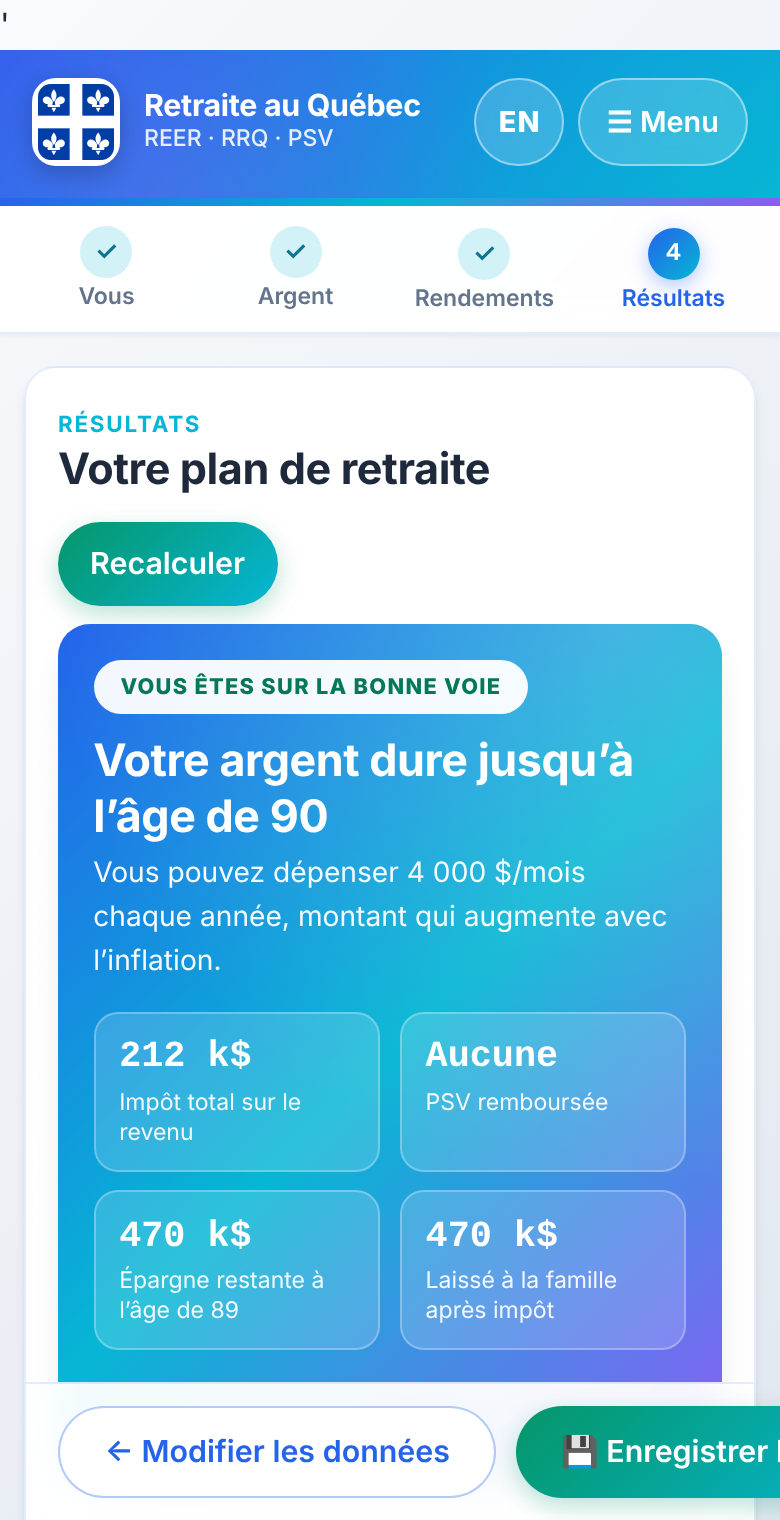 '
Retraite au Québec
REER · RRQ · PSV
EN
☰ Menu
✓
✓
✓
4
Vous
Argent
Rendements
Résultats
RÉSULTATS
Votre plan de retraite
Recalculer
VOUS ÊTES SUR LA BONNE VOIE
Votre argent dure jusqu’à
l’âge de 90
Vous pouvez dépenser 4 000 $/mois
chaque année, montant qui augmente avec
l’inflation.
212 k$
Impôt total sur le
revenu
Aucune
PSV remboursée
470 k$
Épargne restante à
l’âge de 89
470 k$
Laissé à la famille
après impôt
← Modifier les données
💾 Enregistrer